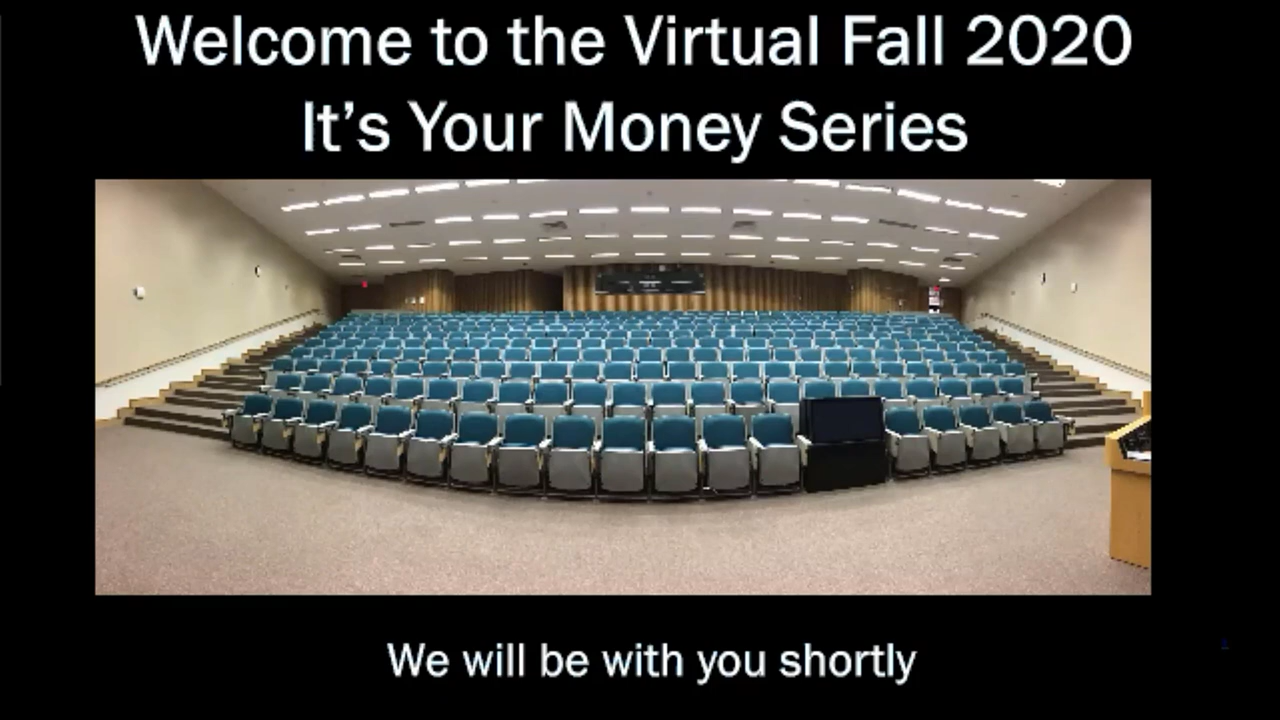 Welcome to the Virtual Fall 2020
It’s Your Money Series
We will be with you shortly